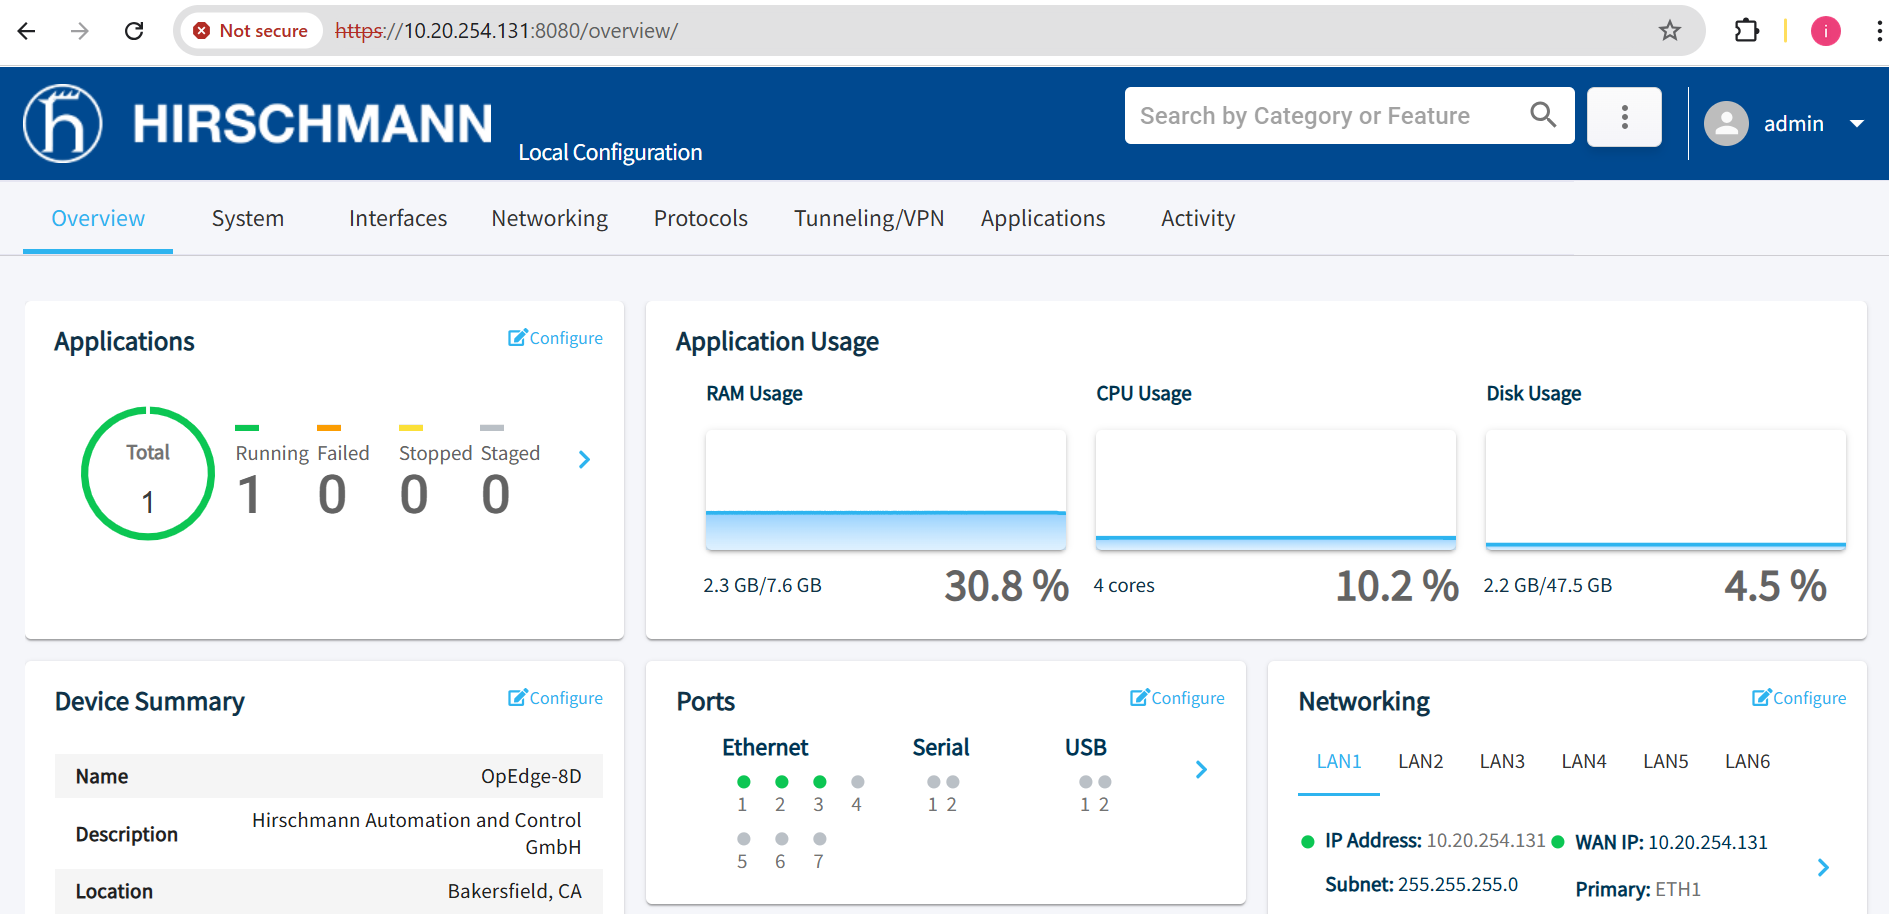 Not secure https://10.20.254.131:8080/overview/ i
HIRSCHMANN
Local Configuration
Search by Category or Feature
admin
Overview System Interfaces Networking Protocols Tunneling/VPN Applications Activity
Applications
Configure
Total
1
Running Failed Stopped Staged
1 0 0 0
Application Usage
RAM Usage CPU Usage Disk Usage
2.3 GB/7.6 GB 30.8 % 4 cores 10.2 % 2.2 GB/47.5 GB 4.5 %
Device Summary
Configure
Name OpEdge-8D
Description Hirschmann Automation and Control
GmbH
Location Bakersfield, CA
Ports
Configure
Ethernet Serial USB
1 2 3 4 1 2 1 2
5 6 7
Networking
Configure
LAN1 LAN2 LAN3 LAN4 LAN5 LAN6
IP Address: 10.20.254.131 WAN IP: 10.20.254.131
Subnet: 255.255.255.0 Primary: ETH1